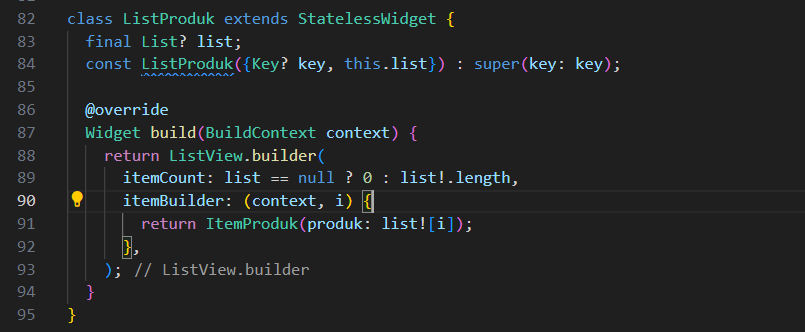 82 class ListProduk extends StatelessWidget {
83   final List? list;
84   const ListProduk({Key? key, this.list}) : super(key: key);
85
86   @override
87   Widget build(BuildContext context) {
88     return ListView.builder(
89       itemCount: list == null ? 0 : list!.length,
90       itemBuilder: (context, i) {
91         return ItemProduk(produk: list![i]);
92       },
93     ); // ListView.builder
94   }
95 }